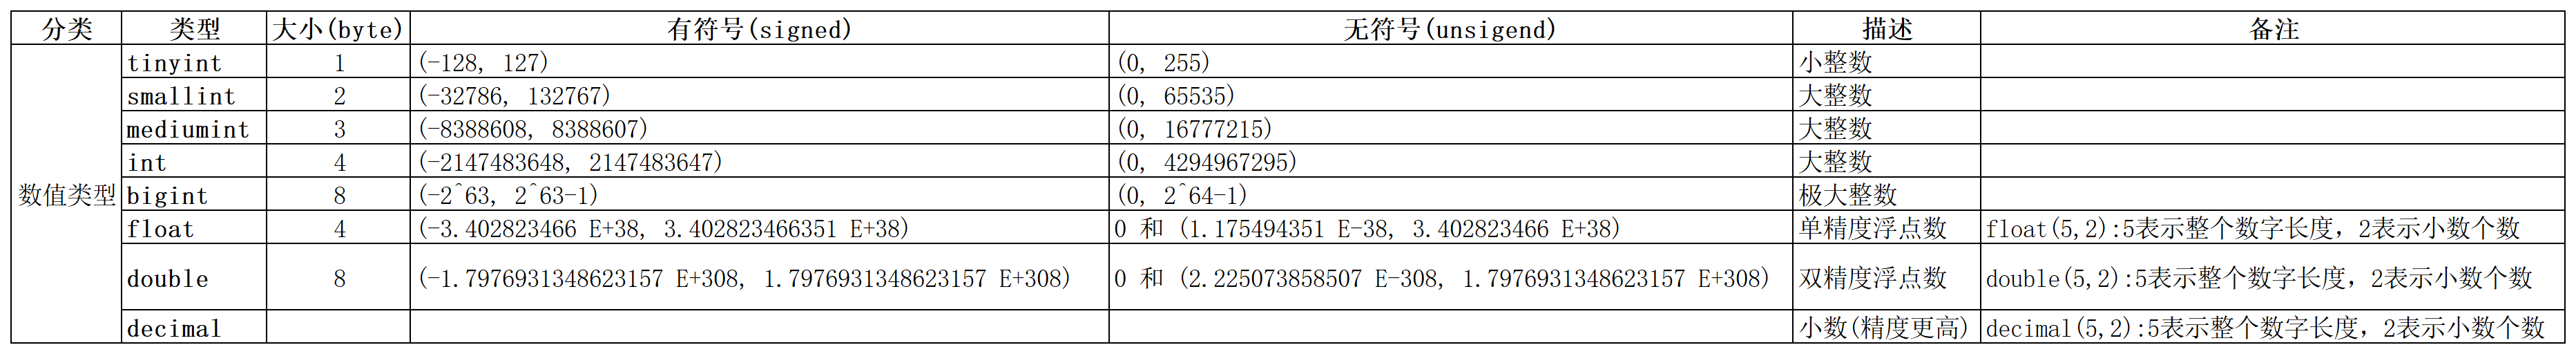 分类 类型 大小(byte) 有符号(signed) 无符号(unsigend) 描述 备注
数值类型
tinyint 1 (-128, 127) (0, 255) 小整数
smallint 2 (-32786, 132767) (0, 65535) 大整数
mediumint 3 (-8388608, 8388607) (0, 16777215) 大整数
int 4 (-2147483648, 2147483647) (0, 4294967295) 大整数
bigint 8 (-2^63, 2^63-1) (0, 2^64-1) 极大整数
float 4 (-3.402823466 E+38, 3.402823466351 E+38) 0 和 (1.175494351 E-38, 3.402823466 E+38) 单精度浮点数 float(5,2):5表示整个数字长度，2表示小数个数
double 8 (-1.7976931348623157 E+308, 1.7976931348623157 E+308) 0 和 (2.225073858507 E-308, 1.7976931348623157 E+308) 双精度浮点数 double(5,2):5表示整个数字长度，2表示小数个数
decimal 小数(精度更高) decimal(5,2):5表示整个数字长度，2表示小数个数